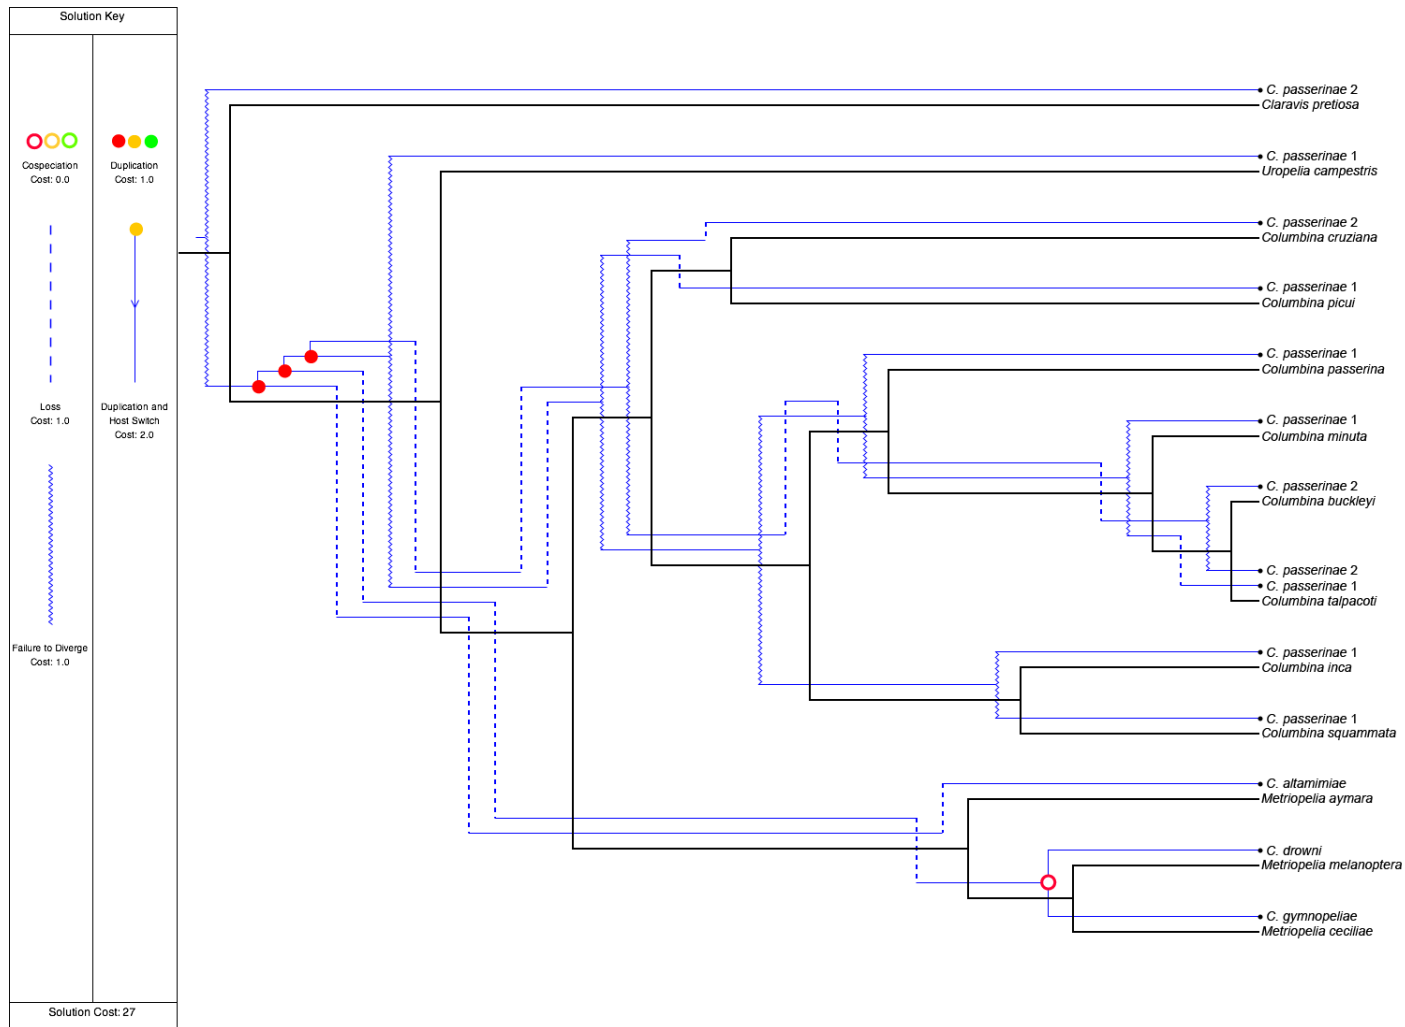 Solution Key
Cospeciation
Cost: 0.0
Duplication
Cost: 1.0
Loss
Cost: 1.0
Duplication and
Host Switch
Cost: 2.0
Failure to Diverge
Cost: 1.0
Solution Cost: 27
C. passerinae 2
Claravis pretiosa
C. passerinae 1
Uropelia campestris
C. passerinae 2
Columbina cruziana
C. passerinae 1
Columbina picui
C. passerinae 1
Columbina passerina
C. passerinae 1
Columbina minuta
C. passerinae 2
Columbina buckleyi
C. passerinae 2
C. passerinae 1
Columbina talpacoti
C. passerinae 1
Columbina inca
C. passerinae 1
Columbina squammata
C. altamimiae
Metriopelia aymara
C. drowni
Metriopelia melanoptera
C. gymnopeliae
Metriopelia ceciliae